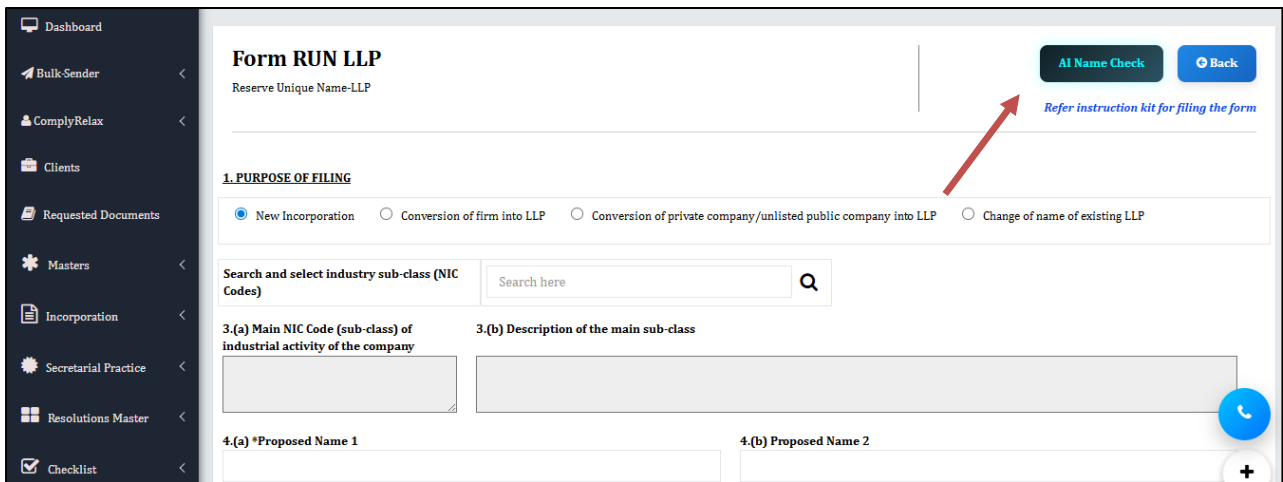 Dashboard
Bulk-Sender
ComplyRelax
Clients
Requested Documents
Masters
Incorporation
Secretarial Practice
Resolutions Master
Checklist
Form RUN LLP
Reserve Unique Name-LLP
AI Name Check
Back
Refer instruction kit for filing the form
1. PURPOSE OF FILING
New Incorporation Conversion of firm into LLP Conversion of private company/unlisted public company into LLP Change of name of existing LLP
Search and select industry sub-class (NIC
Codes)
Search here
3.(a) Main NIC Code (sub-class) of
industrial activity of the company
3.(b) Description of the main sub-class
4.(a) *Proposed Name 1
4.(b) Proposed Name 2